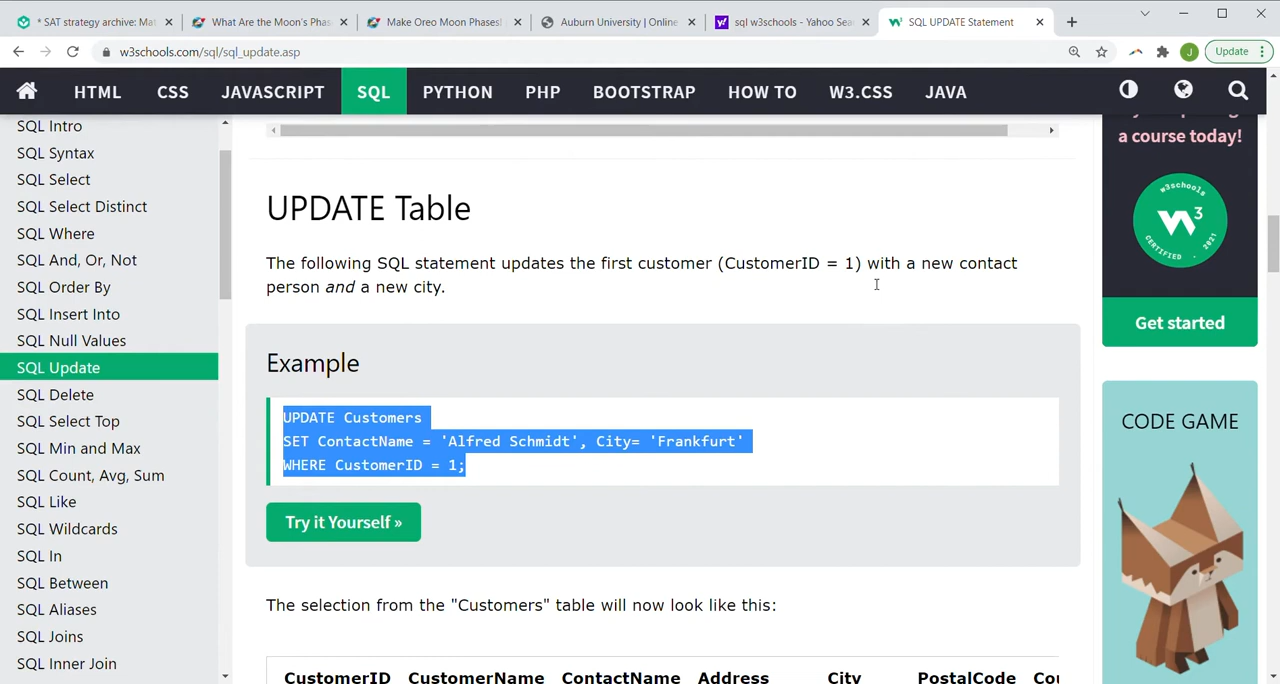 * SAT strategy archive: Mat
What Are the Moon's Phas
Make Oreo Moon Phases!
Auburn University | Online
sql w3schools - Yahoo Sea
SQL UPDATE Statement
w3schools.com/sql/sql_update.asp
J
Update
HTML
CSS
JAVASCRIPT
SQL
PYTHON
PHP
BOOTSTRAP
HOW TO
W3.CSS
JAVA
SQL Intro
SQL Syntax
SQL Select
SQL Select Distinct
SQL Where
SQL And, Or, Not
SQL Order By
SQL Insert Into
SQL Null Values
SQL Update
SQL Delete
SQL Select Top
SQL Min and Max
SQL Count, Avg, Sum
SQL Like
SQL Wildcards
SQL In
SQL Between
SQL Aliases
SQL Joins
SQL Inner Join
UPDATE Table
The following SQL statement updates the first customer (CustomerID = 1) with a new contact
person and a new city.
Example
UPDATE Customers
SET ContactName = 'Alfred Schmidt', City= 'Frankfurt'
WHERE CustomerID = 1;
Try it Yourself »
The selection from the "Customers" table will now look like this:
CustomerID CustomerName ContactName Address City PostalCode Cou
a course today!
w3schools
W3
CERTIFIED . 2021
Get started
CODE GAME